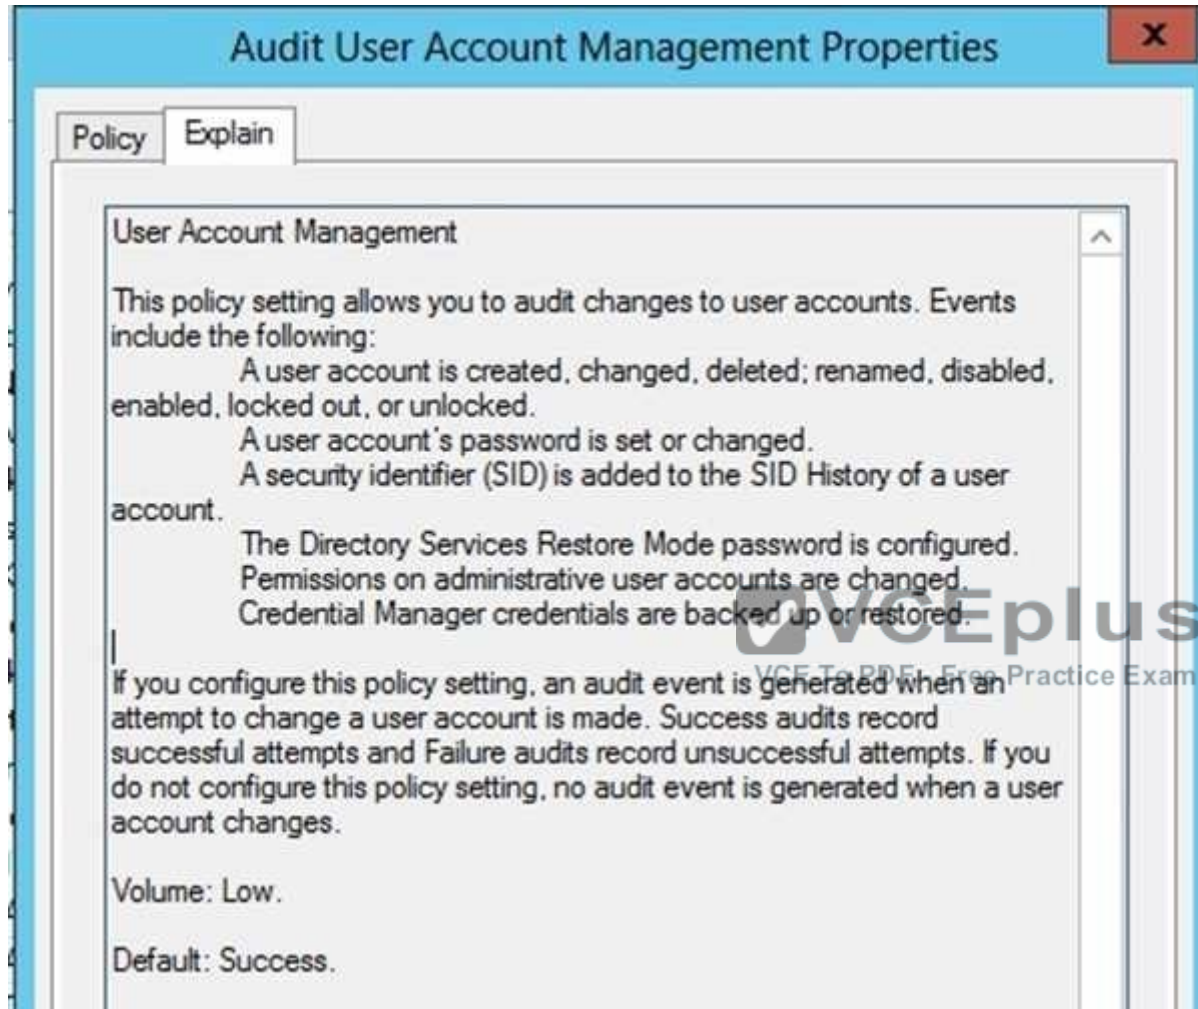 Audit User Account Management Properties
x
Policy
Explain
User Account Management
This policy setting allows you to audit changes to user accounts. Events
include the following:
A user account is created, changed, deleted; renamed, disabled,
enabled, locked out, or unlocked.
A user account's password is set or changed.
A security identifier (SID) is added to the SID History of a user
account.
The Directory Services Restore Mode password is configured.
Permissions on administrative user accounts are changed.
Credential Manager credentials are backed up or restored.
VCEplus
VCE To PDF - Free Practice Exam
If you configure this policy setting, an audit event is generated when an
attempt to change a user account is made. Success audits record
successful attempts and Failure audits record unsuccessful attempts. If you
do not configure this policy setting, no audit event is generated when a user
account changes.
Volume: Low.
Default: Success.